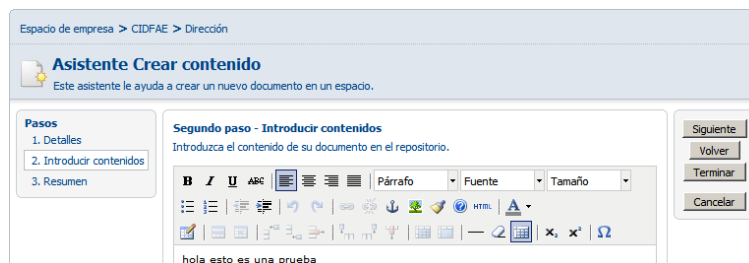 Espacio de empresa > CIDFAE > Dirección
Asistente Crear contenido
Este asistente le ayuda a crear un nuevo documento en un espacio.
Pasos
1. Detalles
2. Introducir contenidos
3. Resumen
Segundo paso - Introducir contenidos
Introduzca el contenido de su documento en el repositorio.
B I U ABC Párrafo Fuente Tamaño
HTML A
x₂ x² Ω
hola esto es una prueba
Siguiente
Volver
Terminar
Cancelar